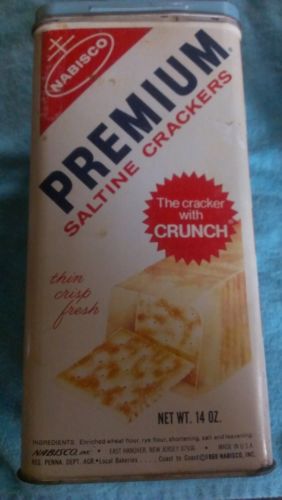 NABISCO
PREMIUM®
SALTINE CRACKERS
The cracker
with
CRUNCH
thin
crisp
fresh
NET WT. 14 OZ.
INGREDIENTS: Enriched wheat flour, rye flour, shortening, salt and leavening.
NABISCO, INC • EAST HANOVER, NEW JERSEY 07936 • MADE IN U.S.A.
REG. PENNA. DEPT. AGR. • Local Bakeries .... Coast to Coast © NABISCO, INC.